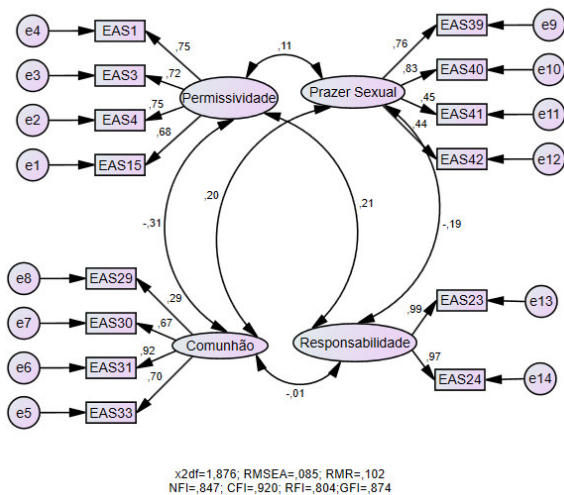 e4 EAS1 ,75
e3 EAS3 ,72
e2 EAS4 ,75
e1 EAS15 ,68
Permissividade
,11
Prazer Sexual
,76 EAS39 e9
,83 EAS40 e10
,45 EAS41 e11
,44 EAS42 e12
-,31
,20
,21
-,19
e8 EAS29 ,29
e7 EAS30 ,67
e6 EAS31 ,92
e5 EAS33 ,70
Comunhão
-,01
Responsabilidade
,99 EAS23 e13
,97 EAS24 e14
x2df=1,876; RMSEA=,085; RMR=,102
NFI=,847; CFI=,920; RFI=,804;GFI=,874